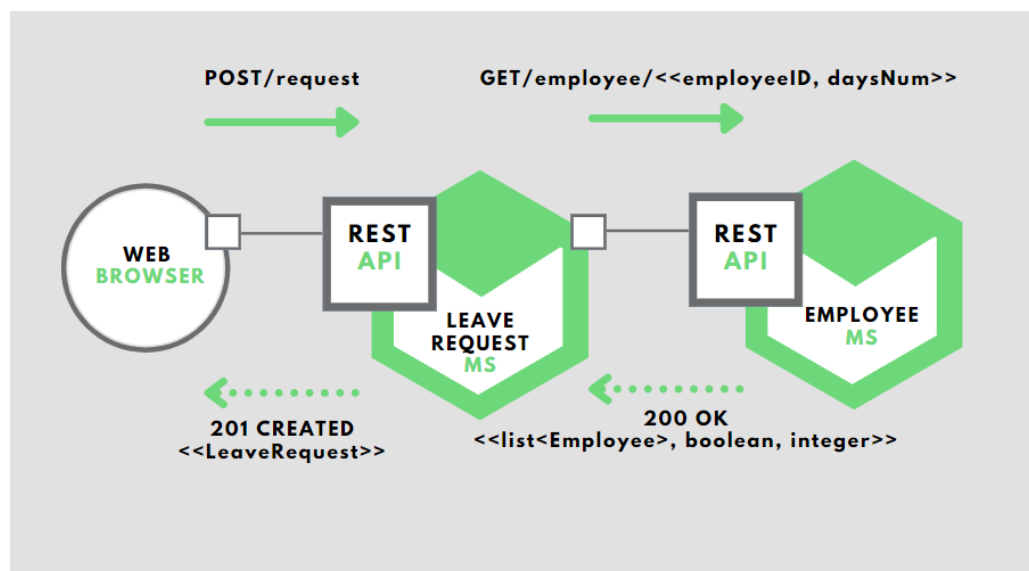 POST/request
GET/employee/<<employeeID, daysNum>>
WEB
BROWSER
REST
API
LEAVE
REQUEST
MS
REST
API
EMPLOYEE
MS
201 CREATED
<<LeaveRequest>>
200 OK
<<list<Employee>, boolean, integer>>